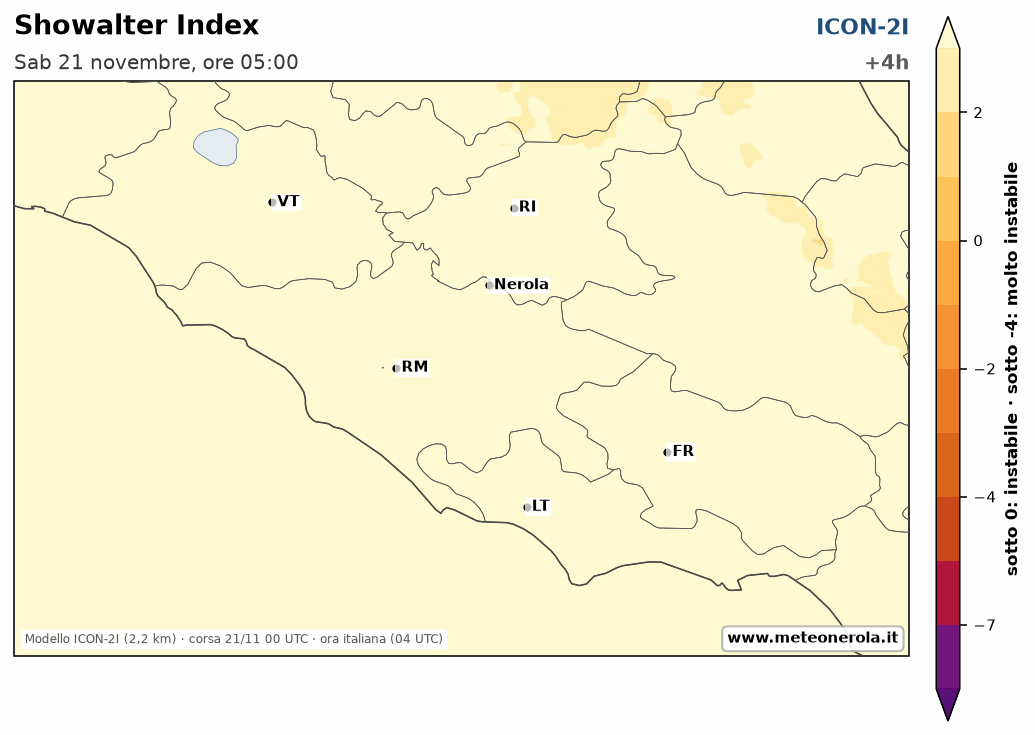 Showalter Index
ICON-2I
Sab 21 novembre, ore 05:00
+4h
VT
RI
Nerola
RM
FR
LT
2
0
−2
−4
−7
sotto 0: instabile · sotto -4: molto instabile
Modello ICON-2I (2,2 km) · corsa 21/11 00 UTC · ora italiana (04 UTC)
www.meteonerola.it